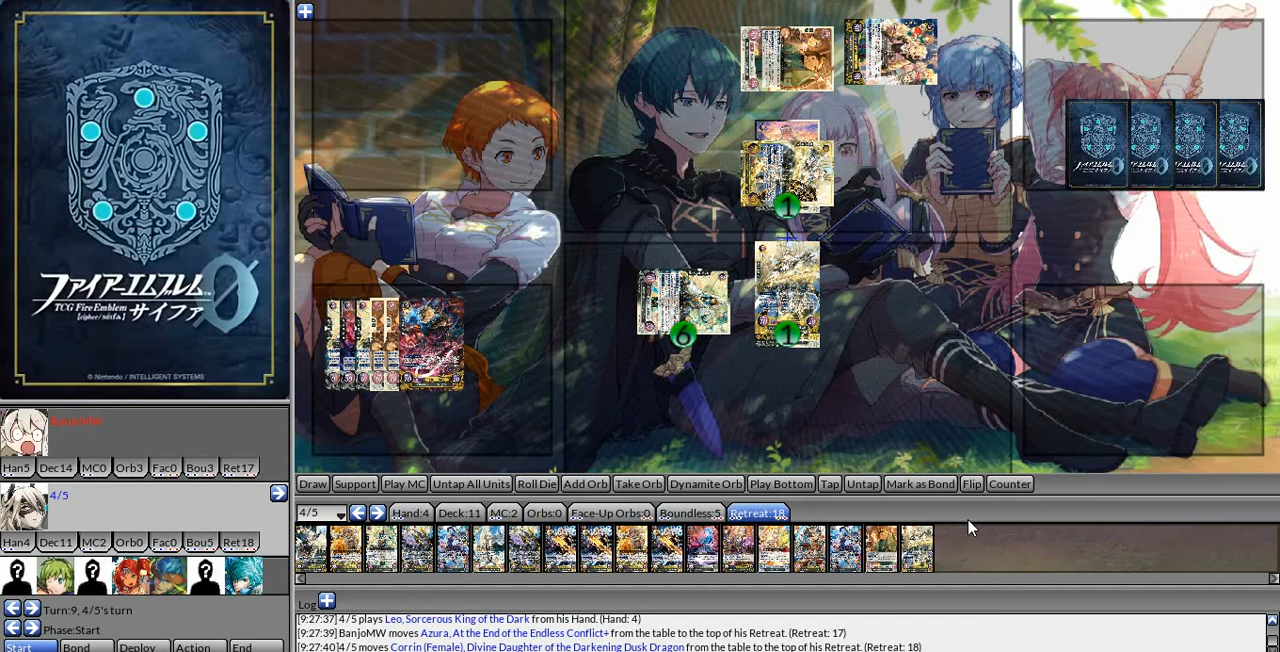 ファイアーエムブレム0
TCG Fire Emblem
[cipher/sáifə]
サイファ
© Nintendo / INTELLIGENT SYSTEMS
BanjoMW
Han5 Dec14 MC0 Orb3 Fac0 Bou3 Ret17
4/5
Han4 Dec11 MC2 Orb0 Fac0 Bou5 Ret18
Turn:9, 4/5's turn
Phase:Start
Start Bond Deploy Action End
1
6
1
Draw Support Play MC Untap All Units Roll Die Add Orb Take Orb Dynamite Orb Play Bottom Tap Untap Mark as Bond Flip Counter
4/5 Hand:4 Deck:11 MC:2 Orbs:0 Face-Up Orbs:0 Boundless:5 Retreat:18
Log
[9:27:37] 4/5 plays Leo, Sorcerous King of the Dark from his Hand. (Hand: 4)
[9:27:39] BanjoMW moves Azura, At the End of the Endless Conflict+ from the table to the top of his Retreat. (Retreat: 17)
[9:27:40] 4/5 moves Corrin (Female), Divine Daughter of the Darkening Dusk Dragon from the table to the top of his Retreat. (Retreat: 18)